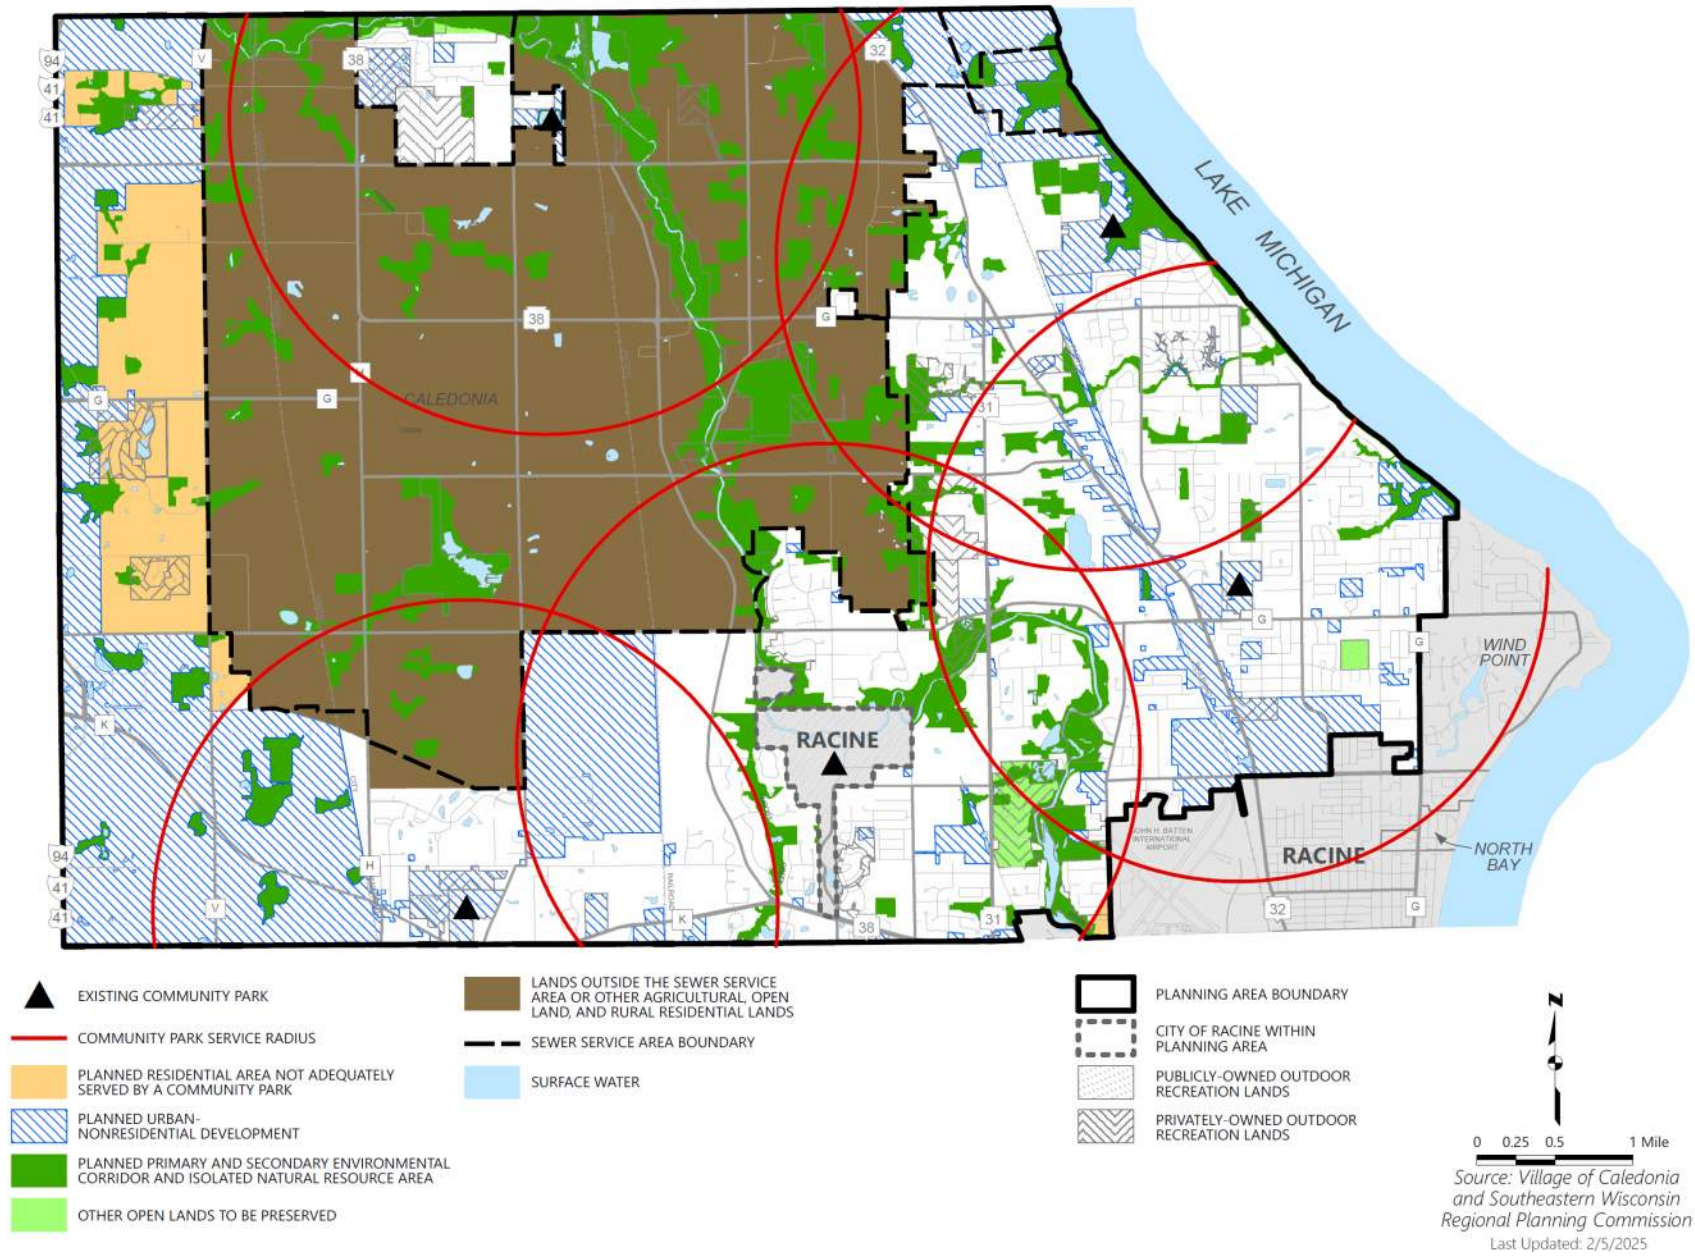 94
41
41
V
38
32
LAKE MICHIGAN
38
G
H
G
CALEDONIA
G
31
G
G
WIND
POINT
K
RACINE
JOHN H. BATTEN
INTERNATIONAL
AIRPORT
RACINE
NORTH
BAY
94
41
41
H
V
RAILROAD
K
38
31
32
G
EXISTING COMMUNITY PARK
COMMUNITY PARK SERVICE RADIUS
PLANNED RESIDENTIAL AREA NOT ADEQUATELY
SERVED BY A COMMUNITY PARK
PLANNED URBAN-
NONRESIDENTIAL DEVELOPMENT
PLANNED PRIMARY AND SECONDARY ENVIRONMENTAL
CORRIDOR AND ISOLATED NATURAL RESOURCE AREA
OTHER OPEN LANDS TO BE PRESERVED
LANDS OUTSIDE THE SEWER SERVICE
AREA OR OTHER AGRICULTURAL, OPEN
LAND, AND RURAL RESIDENTIAL LANDS
SEWER SERVICE AREA BOUNDARY
SURFACE WATER
PLANNING AREA BOUNDARY
CITY OF RACINE WITHIN
PLANNING AREA
PUBLICLY-OWNED OUTDOOR
RECREATION LANDS
PRIVATELY-OWNED OUTDOOR
RECREATION LANDS
N
0 0.25 0.5 1 Mile
Source: Village of Caledonia
and Southeastern Wisconsin
Regional Planning Commission
Last Updated: 2/5/2025